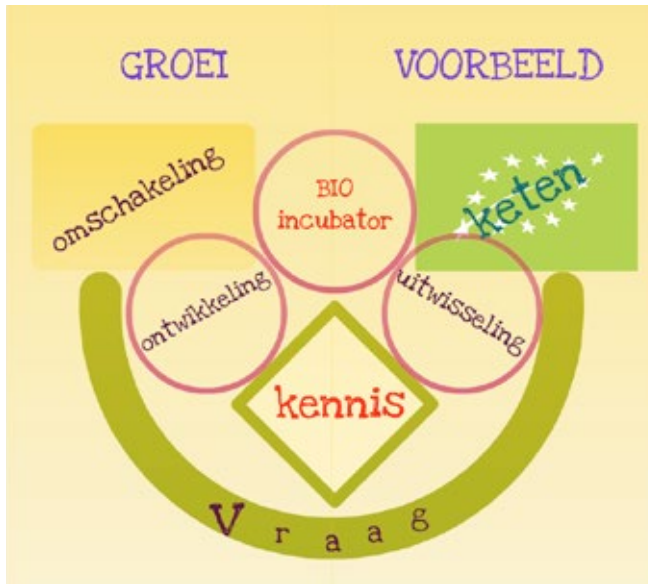 GROEI
VOORBEELD
omschakeling
BIO
incubator
keten
ontwikkeling
uitwisseling
kennis
Vraag